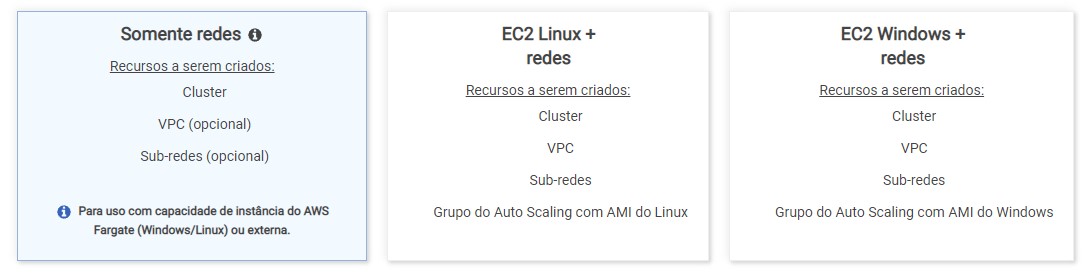 Somente redes
Recursos a serem criados:
Cluster
VPC (opcional)
Sub-redes (opcional)
Para uso com capacidade de instância do AWS
Fargate (Windows/Linux) ou externa.
EC2 Linux +
redes
Recursos a serem criados:
Cluster
VPC
Sub-redes
Grupo do Auto Scaling com AMI do Linux
EC2 Windows +
redes
Recursos a serem criados:
Cluster
VPC
Sub-redes
Grupo do Auto Scaling com AMI do Windows